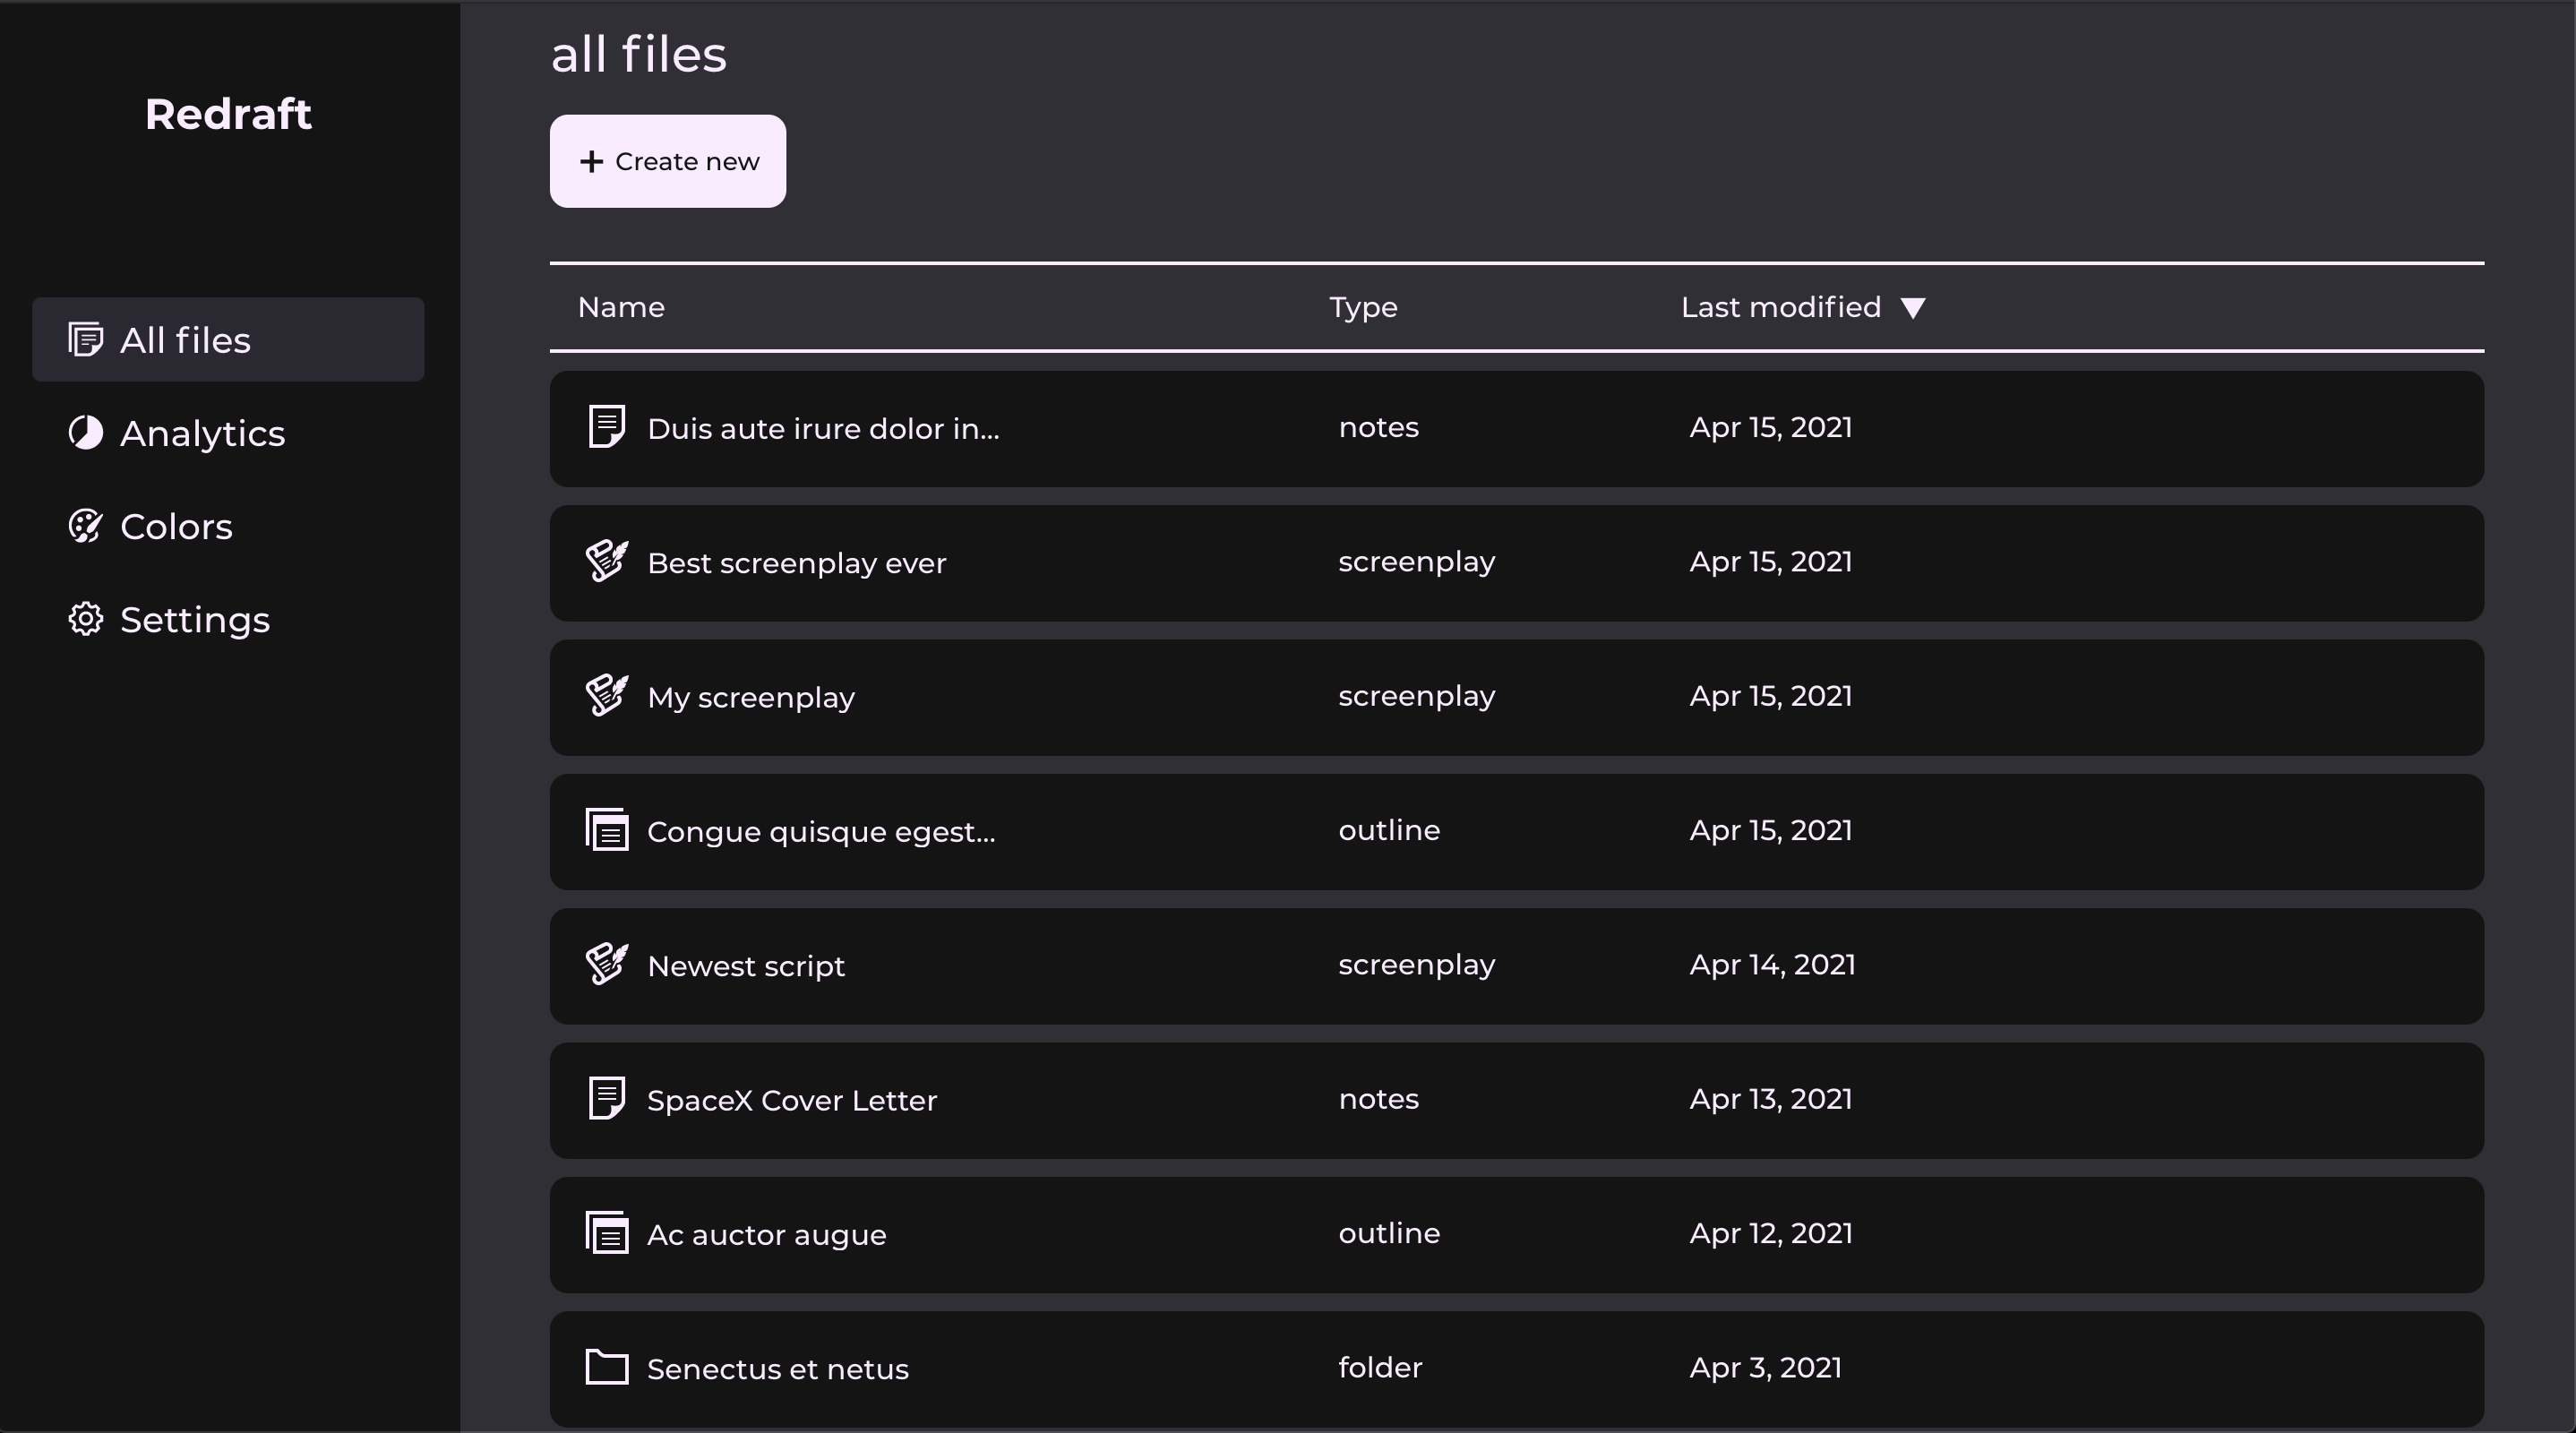 Redraft
All files
Analytics
Colors
Settings
all files
+ Create new
Name Type Last modified ▼
Duis aute irure dolor in... notes Apr 15, 2021
Best screenplay ever screenplay Apr 15, 2021
My screenplay screenplay Apr 15, 2021
Congue quisque egest... outline Apr 15, 2021
Newest script screenplay Apr 14, 2021
SpaceX Cover Letter notes Apr 13, 2021
Ac auctor augue outline Apr 12, 2021
Senectus et netus folder Apr 3, 2021